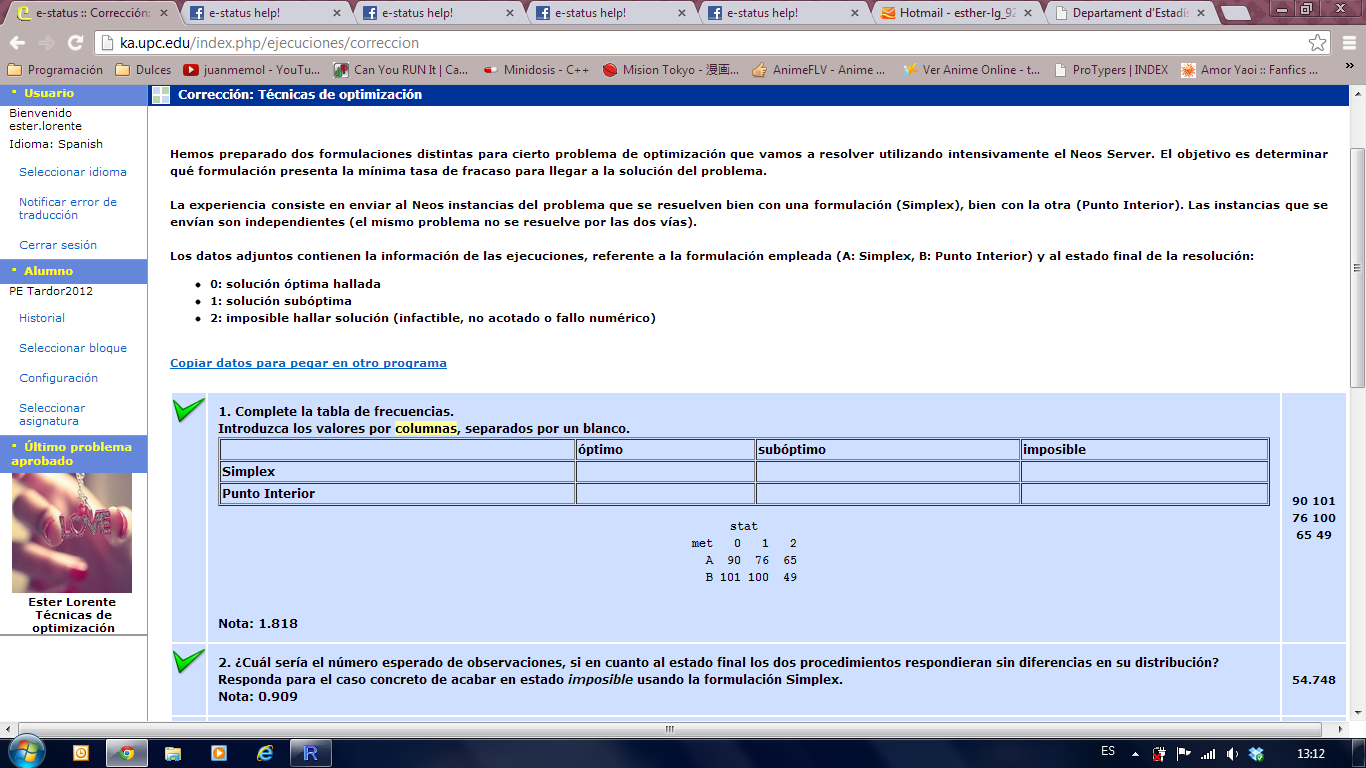 e-status :: Corrección:
e-status help!
e-status help!
e-status help!
e-status help!
Hotmail - esther-lg_92
Departament d'Estadís
ka.upc.edu/index.php/ejecuciones/correccion
Programación
Dulces
juanmemol - YouTu...
Can You RUN It | Ca...
Minidosis - C++
Mision Tokyo - 漫画...
AnimeFLV - Anime ...
Ver Anime Online - t...
ProTypers | INDEX
Amor Yaoi :: Fanfics ...
»
Usuario
Bienvenido
ester.lorente
Idioma: Spanish
Seleccionar idioma
Notificar error de
traducción
Cerrar sesión
Alumno
PE Tardor2012
Historial
Seleccionar bloque
Configuración
Seleccionar
asignatura
Último problema
aprobado
LOVE
Ester Lorente
Técnicas de
optimización
Corrección: Técnicas de optimización
Hemos preparado dos formulaciones distintas para cierto problema de optimización que vamos a resolver utilizando intensivamente el Neos Server. El objetivo es determinar
qué formulación presenta la mínima tasa de fracaso para llegar a la solución del problema.
La experiencia consiste en enviar al Neos instancias del problema que se resuelven bien con una formulación (Simplex), bien con la otra (Punto Interior). Las instancias que se
envían son independientes (el mismo problema no se resuelve por las dos vías).
Los datos adjuntos contienen la información de las ejecuciones, referente a la formulación empleada (A: Simplex, B: Punto Interior) y al estado final de la resolución:
• 0: solución óptima hallada
• 1: solución subóptima
• 2: imposible hallar solución (infactible, no acotado o fallo numérico)
Copiar datos para pegar en otro programa
1. Complete la tabla de frecuencias.
Introduzca los valores por columnas, separados por un blanco.
óptimo subóptimo imposible
Simplex
Punto Interior
stat
met 0 1 2
A 90 76 65
B 101 100 49
Nota: 1.818
90 101
76 100
65 49
2. ¿Cuál sería el número esperado de observaciones, si en cuanto al estado final los dos procedimientos respondieran sin diferencias en su distribución?
Responda para el caso concreto de acabar en estado imposible usando la formulación Simplex.
Nota: 0.909
54.748
ES
13:12